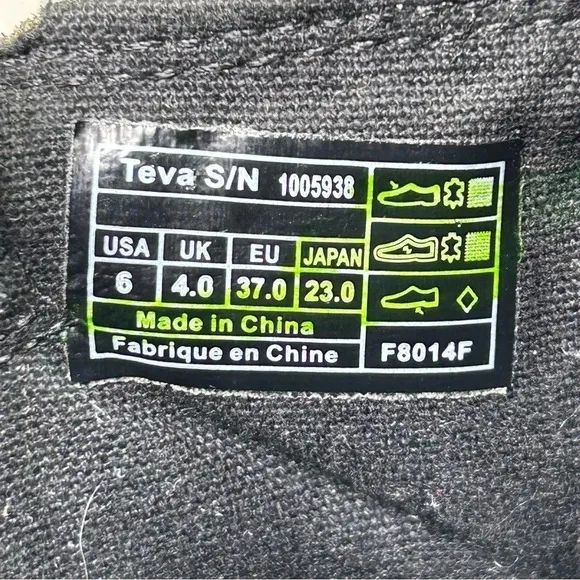 Teva S/N 1005938
USA UK EU JAPAN
6 4.0 37.0 23.0
Made in China
Fabrique en Chine F8014F